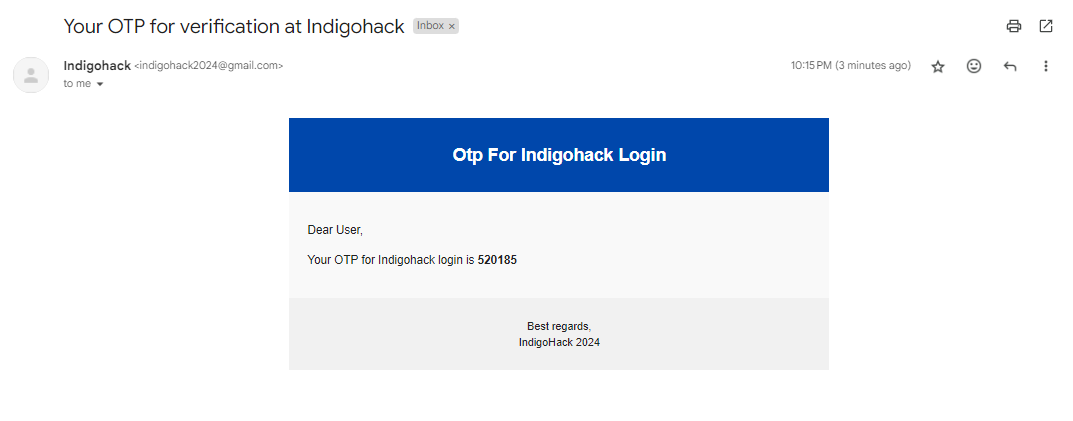 Your OTP for verification at Indigohack Inbox ×
Indigohack <indigohack2024@gmail.com> 10:15 PM (3 minutes ago)
to me
Otp For Indigohack Login
Dear User,
Your OTP for Indigohack login is 520185
Best regards,
IndigoHack 2024